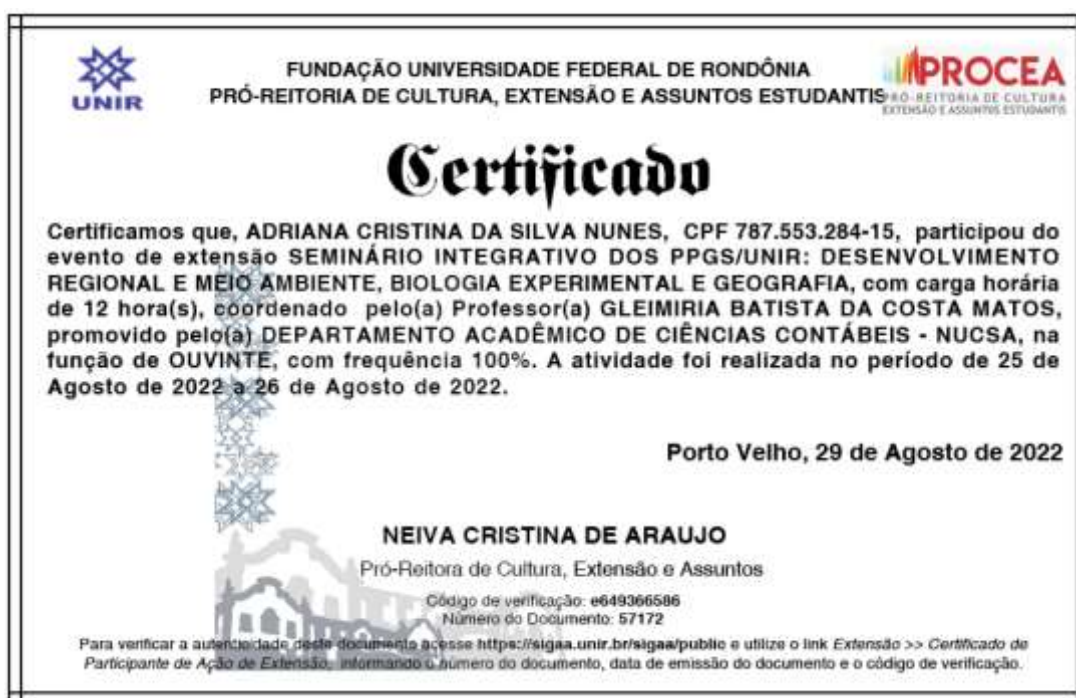 UNIR
FUNDAÇÃO UNIVERSIDADE FEDERAL DE RONDÔNIA
PRÓ-REITORIA DE CULTURA, EXTENSÃO E ASSUNTOS ESTUDANTIS
PROCEA
PRÓ-REITORIA DE CULTURA
EXTENSÃO E ASSUNTOS ESTUDANTIS
Certificado
Certificamos que, ADRIANA CRISTINA DA SILVA NUNES, CPF 787.553.284-15, participou do
evento de extensão SEMINÁRIO INTEGRATIVO DOS PPGS/UNIR: DESENVOLVIMENTO
REGIONAL E MEIO AMBIENTE, BIOLOGIA EXPERIMENTAL E GEOGRAFIA, com carga horária
de 12 hora(s), coordenado pelo(a) Professor(a) GLEIMIRIA BATISTA DA COSTA MATOS,
promovido pelo(a) DEPARTAMENTO ACADÊMICO DE CIÊNCIAS CONTÁBEIS - NUCSA, na
função de OUVINTE, com frequência 100%. A atividade foi realizada no período de 25 de
Agosto de 2022 a 26 de Agosto de 2022.
Porto Velho, 29 de Agosto de 2022
NEIVA CRISTINA DE ARAUJO
Pró-Reitora de Cultura, Extensão e Assuntos
Código de verificação: e649366586
Número do Documento: 57172
Para verificar a autenticidade deste documento acesse https://sigaa.unir.br/sigaa/public e utilize o link Extensão >> Certificado de
Participante de Ação de Extensão, informando o número do documento, data de emissão do documento e o código de verificação.